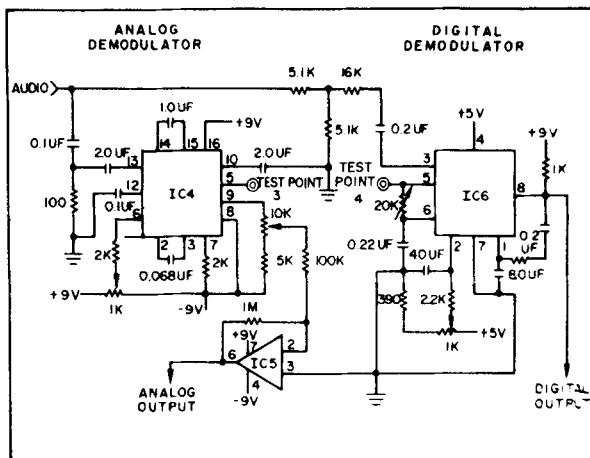 ANALOG
DEMODULATOR
DIGITAL
DEMODULATOR
AUDIO
5.1K
16K
1.0UF
+9V
14
15
16
0.1UF
2.0UF
13
12
0.1UF
6
100
IC4
10
2.0UF
5
9
8
TEST POINT
3
5.1K
0.2UF
TEST
POINT
4
+5V
4
3
5
6
IC6
8
+9V
1K
20K
2
7
1
0.2
UF
2K
2
3
7
0.068UF
2K
10K
5K
100K
0.22UF
4.0UF
8.0UF
+9V
1K
-9V
390
2.2K
1K
+5V
1M
+9V
7
6
IC5
2
3
4
-9V
ANALOG
OUTPUT
DIGITAL
OUTPUT